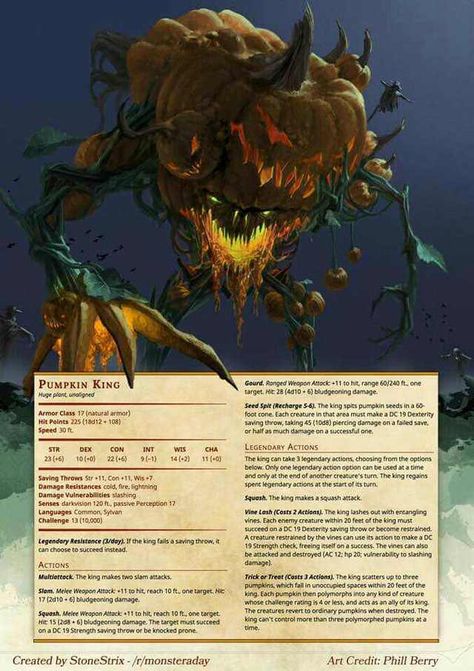 PUMPKIN KING
Huge plant, unaligned
Armor Class 17 (natural armor)
Hit Points 225 (18d12 + 108)
Speed 30 ft.
STR DEX CON INT WIS CHA
23 (+6) 10 (+0) 22 (+6) 9 (-1) 14 (+2) 11 (+0)
Saving Throws Str +11, Con +11, Wis +7
Damage Resistances cold, fire, lightning
Damage Vulnerabilities slashing
Senses darkvision 120 ft., passive Perception 17
Languages Common, Sylvan
Challenge 13 (10,000)
Legendary Resistance (3/day). If the king fails a saving throw, it
can choose to succeed instead.
ACTIONS
Multiattack. The king makes two slam attacks.
Slam. Melee Weapon Attack: +11 to hit, reach 10 ft., one target. Hit:
17 (2d10 + 6) bludgeoning damage.
Squash. Melee Weapon Attack: +11 to hit, reach 10 ft., one target.
Hit: 15 (2d8 + 6) bludgeoning damage. The target must succeed
on a DC 19 Strength saving throw or be knocked prone.
Gourd. Ranged Weapon Attack: +11 to hit, range 60/240 ft., one
target. Hit: 28 (4d10 + 6) bludgeoning damage.
Seed Spit (Recharge 5-6). The king spits pumpkin seeds in a 60-
foot cone. Each creature in that area must make a DC 19 Dexterity
saving throw, taking 45 (10d8) piercing damage on a failed save,
or half as much damage on a successful one.
LEGENDARY ACTIONS
The king can take 3 legendary actions, choosing from the options
below. Only one legendary action option can be used at a time
and only at the end of another creature's turn. The king regains
spent legendary actions at the start of its turn.
Squash. The king makes a squash attack.
Vine Lash (Costs 2 Actions). The king lashes out with entangling
vines. Each enemy creature within 20 feet of the king must
succeed on a DC 19 Dexterity saving throw or become restrained.
A creature restrained by the vines can use its action to make a DC
19 Strength check, freeing itself on a success. The vines can also
be attacked and destroyed (AC 12; hp 20; vulnerability to slashing
damage).
Trick or Treat (Costs 3 Actions). The king scatters up to three
pumpkins, which fall in unoccupied spaces within 20 feet of the
king. Each pumpkin then polymorphs into any kind of creature
whose challenge rating is 4 or less, and acts as an ally of its king.
The creatures revert to ordinary pumpkins when destroyed. The
king can't control more than three polymorphed pumpkins at a
time.
Created by StoneStrix - /r/monsteraday
Art Credit: Phill Berry